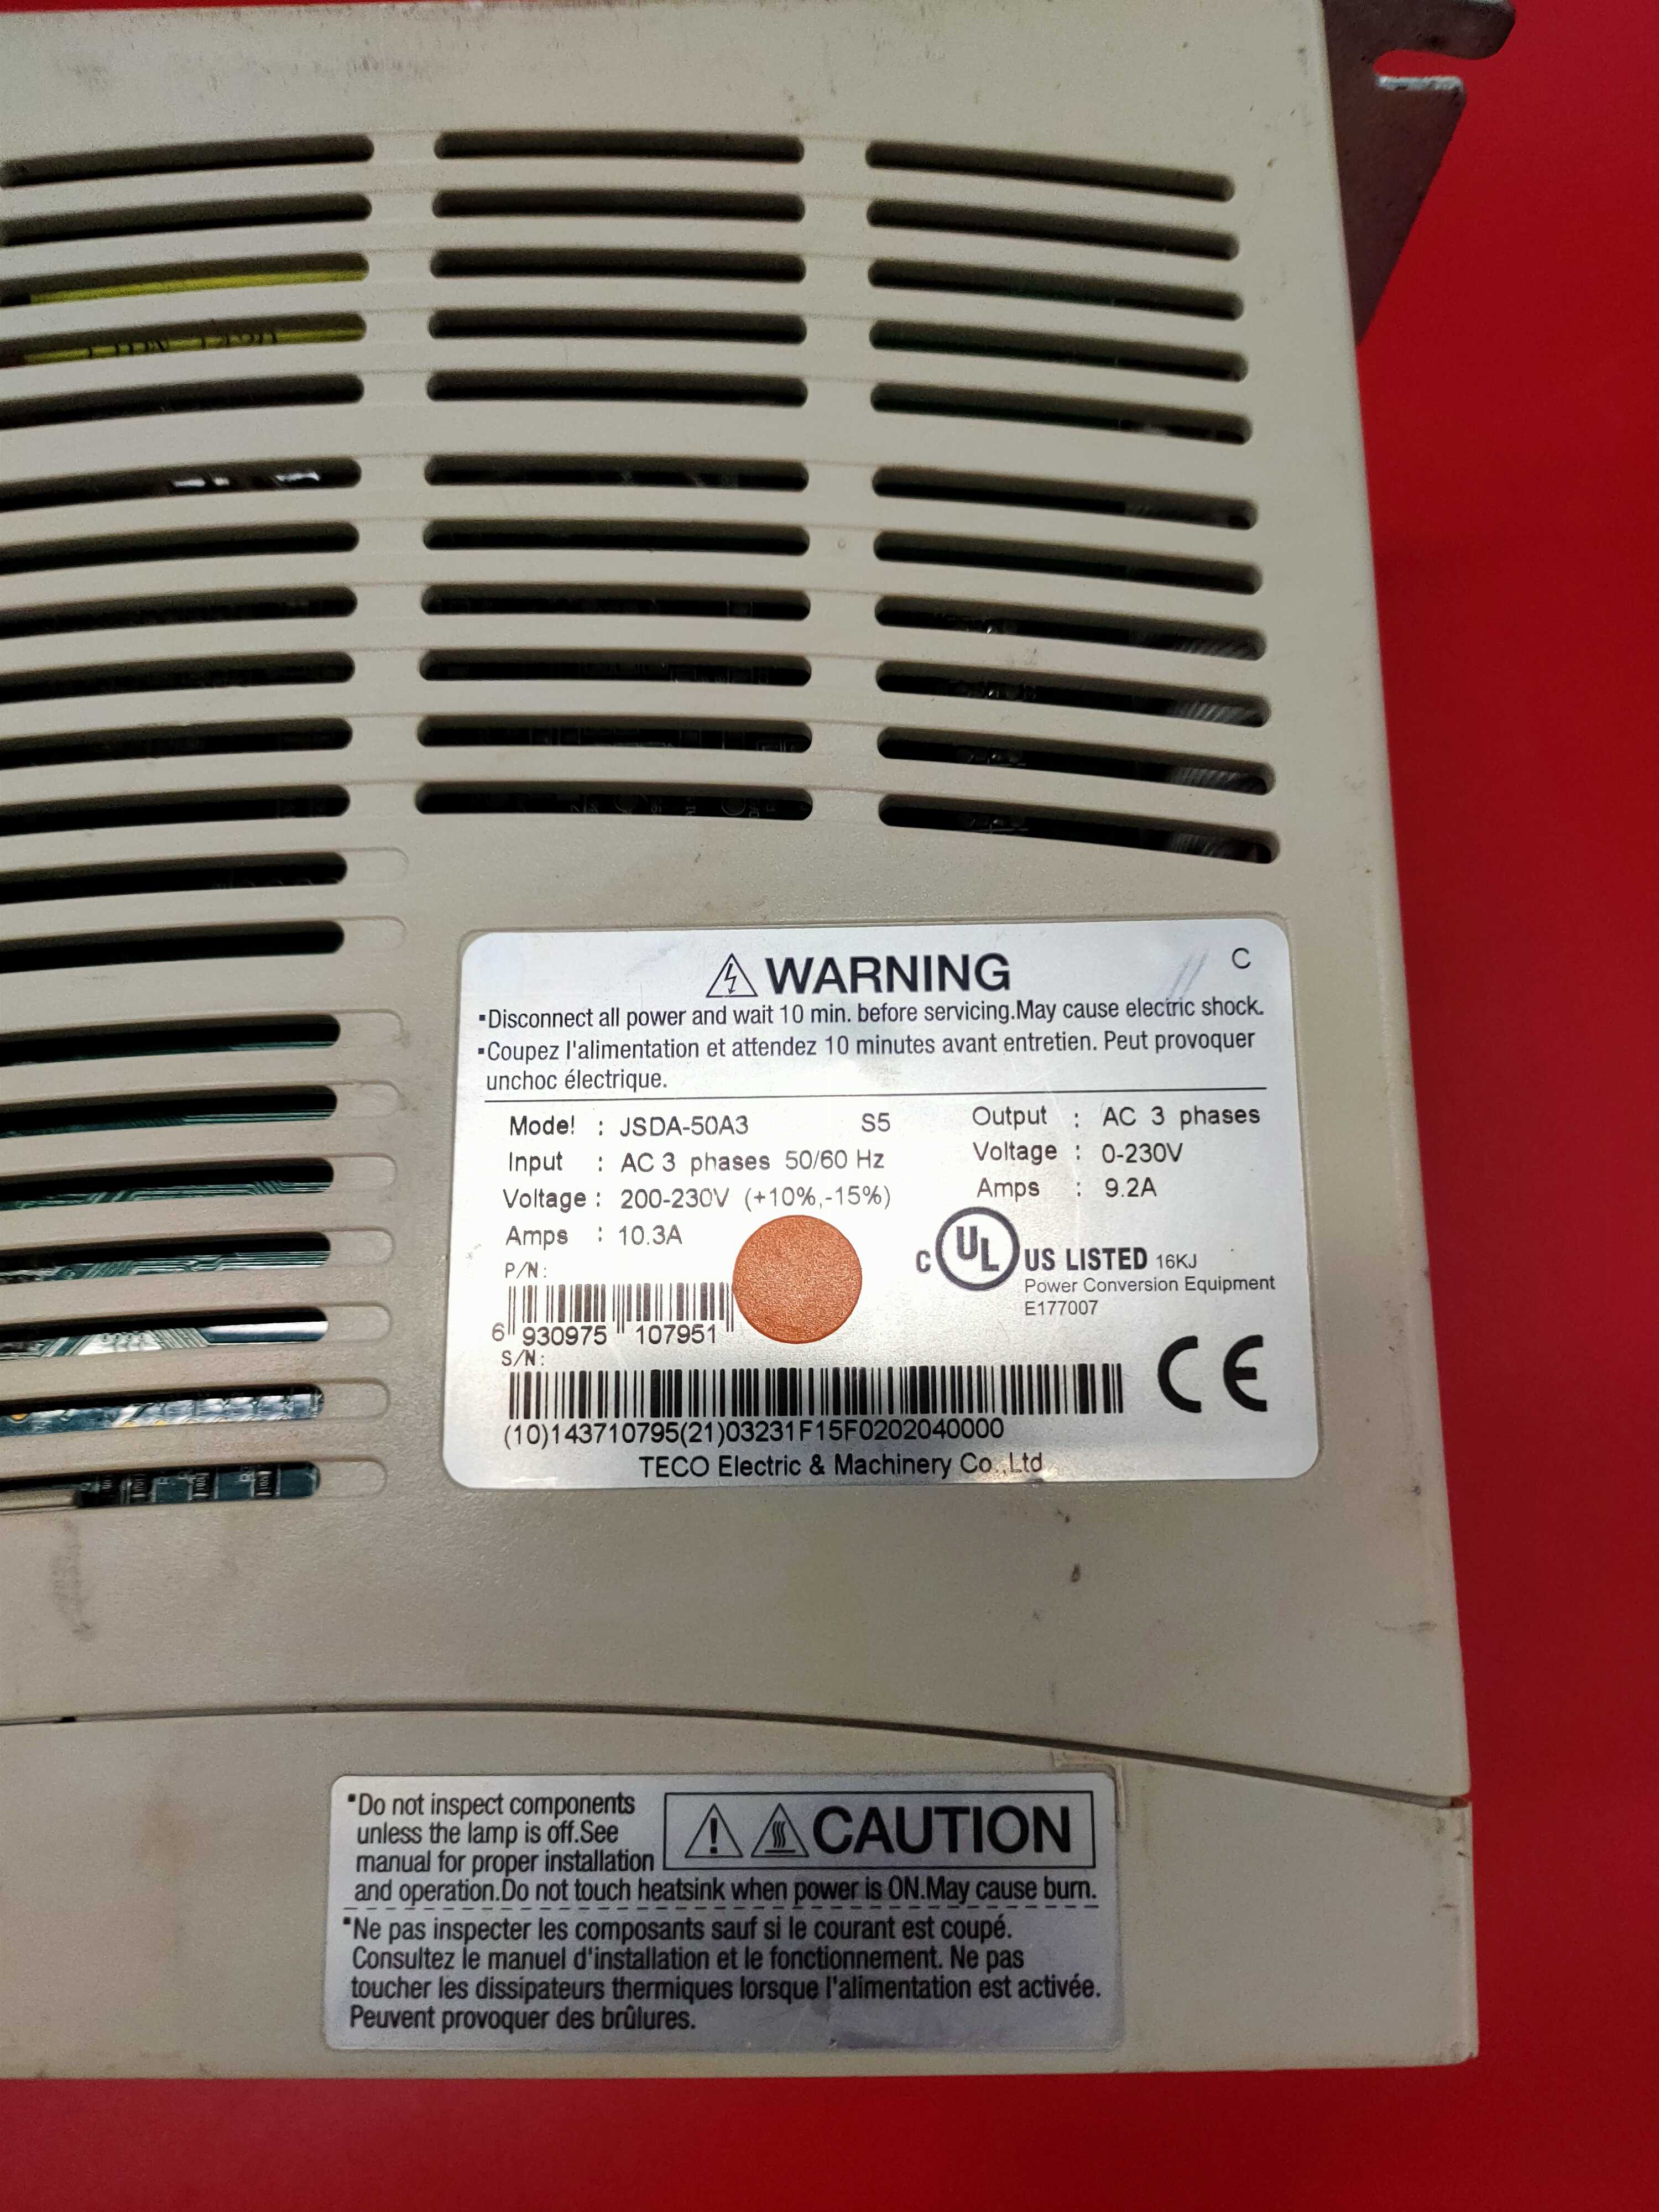 WARNING
C
▪Disconnect all power and wait 10 min. before servicing.May cause electric shock.
▪Coupez l'alimentation et attendez 10 minutes avant entretien. Peut provoquer
unchoc électrique.
Model : JSDA-50A3 S5
Input : AC 3 phases 50/60 Hz
Voltage : 200-230V (+10%,-15%)
Amps : 10.3A
Output : AC 3 phases
Voltage : 0-230V
Amps : 9.2A
P/N:
6 930975 107951
C UL US LISTED 16KJ
Power Conversion Equipment
E177007
S/N:
(10)143710795(21)03231F15F0202040000
CE
TECO Electric & Machinery Co.,Ltd
▪Do not inspect components
unless the lamp is off.See
manual for proper installation
CAUTION
and operation.Do not touch heatsink when power is ON.May cause burn.
▪Ne pas inspecter les composants sauf si le courant est coupé.
Consultez le manuel d'installation et le fonctionnement. Ne pas
toucher les dissipateurs thermiques lorsque l'alimentation est activée.
Peuvent provoquer des brûlures.